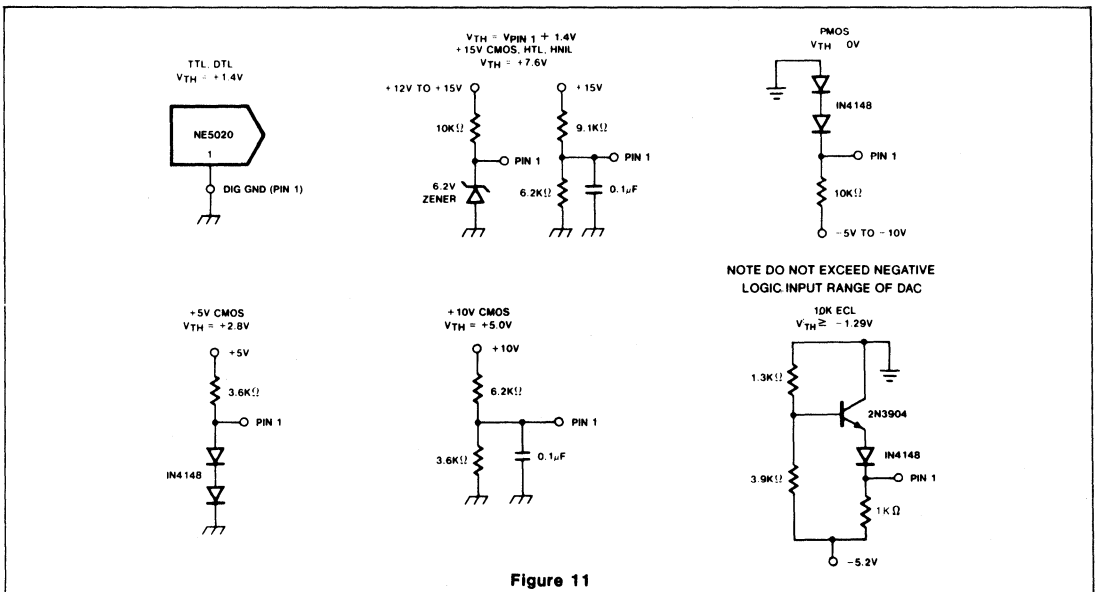 TTL, DTL
VTH = +1.4V
NE5020
1
DIG GND (PIN 1)
VTH = VPIN 1 + 1.4V
+15V CMOS, HTL, HNIL
VTH = +7.6V
+12V TO +15V
10KΩ
PIN 1
6.2V
ZENER
+15V
9.1KΩ
PIN 1
6.2KΩ
0.1µF
PMOS
VTH 0V
IN4148
PIN 1
10KΩ
-5V TO -10V
NOTE DO NOT EXCEED NEGATIVE
LOGIC INPUT RANGE OF DAC
+5V CMOS
VTH = +2.8V
+5V
3.6KΩ
PIN 1
IN4148
+10V CMOS
VTH = +5.0V
+10V
6.2KΩ
PIN 1
3.6KΩ
0.1µF
10K ECL
VTH ≥ -1.29V
1.3KΩ
2N3904
IN4148
3.9KΩ
PIN 1
1KΩ
-5.2V
Figure 11